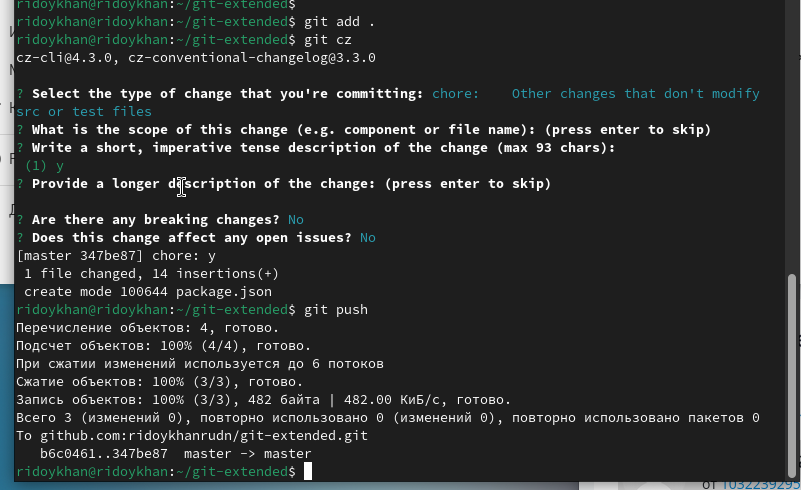 ridoykhan@ridoykhan:~/git-extended$
ridoykhan@ridoykhan:~/git-extended$ git add .
ridoykhan@ridoykhan:~/git-extended$ git cz
cz-cli@4.3.0, cz-conventional-changelog@3.3.0
? Select the type of change that you're committing: chore:    Other changes that don't modify
src or test files
? What is the scope of this change (e.g. component or file name): (press enter to skip)
? Write a short, imperative tense description of the change (max 93 chars):
(1) y
? Provide a longer description of the change: (press enter to skip)
? Are there any breaking changes? No
? Does this change affect any open issues? No
[master 347be87] chore: y
1 file changed, 14 insertions(+)
create mode 100644 package.json
ridoykhan@ridoykhan:~/git-extended$ git push
Перечисление объектов: 4, готово.
Подсчет объектов: 100% (4/4), готово.
При сжатии изменений используется до 6 потоков
Сжатие объектов: 100% (3/3), готово.
Запись объектов: 100% (3/3), 482 байта | 482.00 КиБ/с, готово.
Всего 3 (изменений 0), повторно использовано 0 (изменений 0), повторно использовано пакетов 0
To github.com:ridoykhanrudn/git-extended.git
b6c0461..347be87  master -> master
ridoykhan@ridoykhan:~/git-extended$
от 1032239295